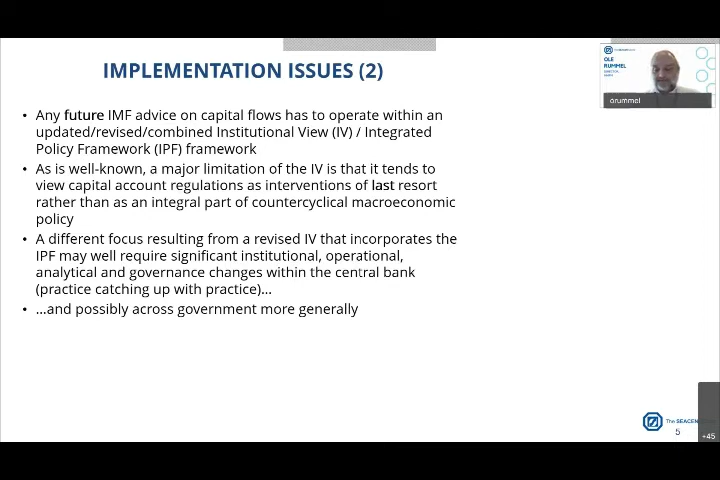 IMPLEMENTATION ISSUES (2)
• Any future IMF advice on capital flows has to operate within an
updated/revised/combined Institutional View (IV) / Integrated
Policy Framework (IPF) framework
• As is well-known, a major limitation of the IV is that it tends to
view capital account regulations as interventions of last resort
rather than as an integral part of countercyclical macroeconomic
policy
• A different focus resulting from a revised IV that incorporates the
IPF may well require significant institutional, operational,
analytical and governance changes within the central bank
(practice catching up with practice)...
• ...and possibly across government more generally
OLE
RUMMEL
DIRECTOR,
orummel
The SEACEN
5
+45